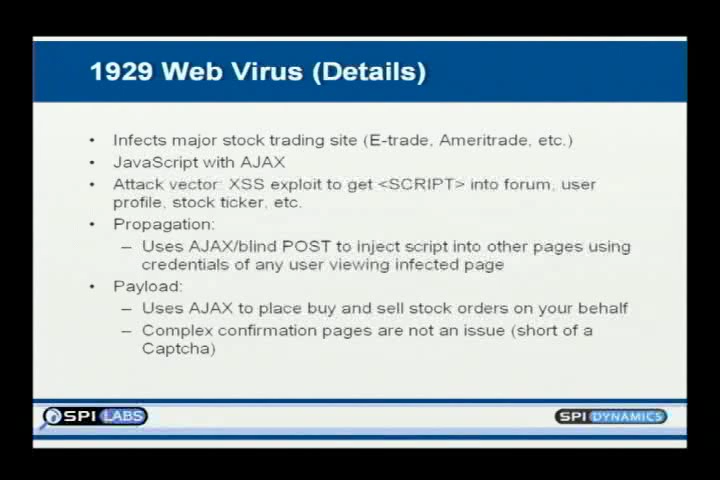 1929 Web Virus (Details)
• Infects major stock trading site (E-trade, Ameritrade, etc.)
• JavaScript with AJAX
• Attack vector: XSS exploit to get <SCRIPT> into forum, user
profile, stock ticker, etc.
• Propagation:
– Uses AJAX/blind POST to inject script into other pages using
credentials of any user viewing infected page
• Payload:
– Uses AJAX to place buy and sell stock orders on your behalf
– Complex confirmation pages are not an issue (short of a
Captcha)
SPI LABS
SPI DYNAMICS